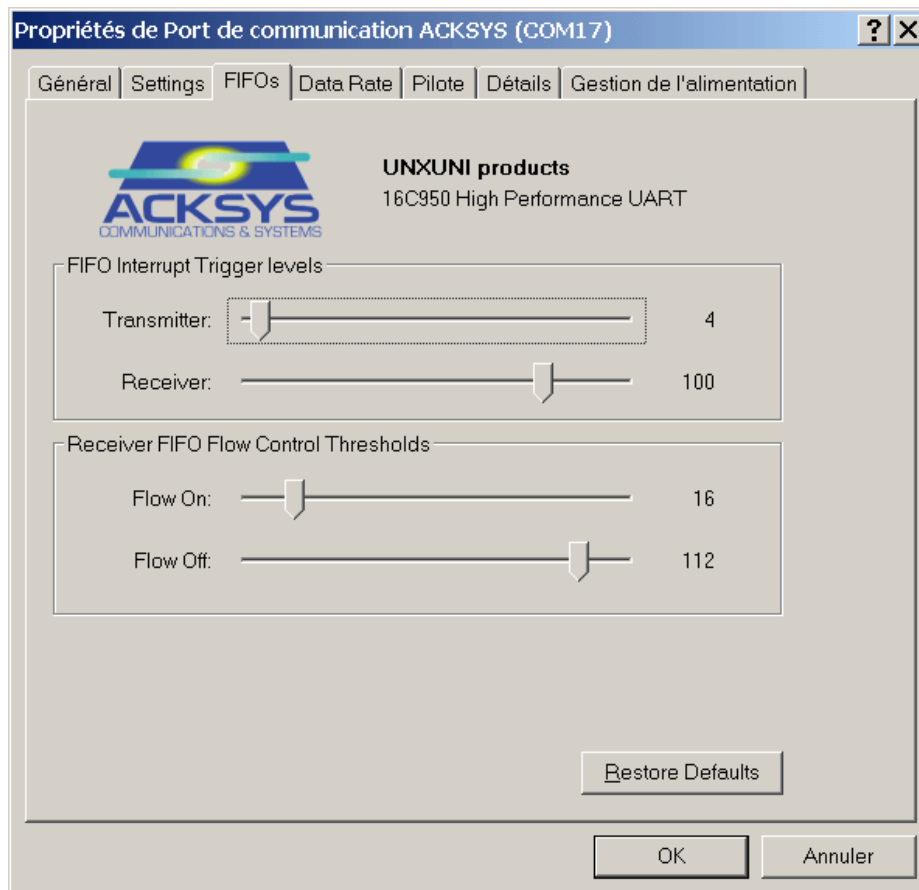 Propriétés de Port de communication ACKSYS (COM17)
Général Settings FIFOs Data Rate Pilote Détails Gestion de l'alimentation
ACKSYS
COMMUNICATIONS & SYSTEMS
UNXUNI products
16C950 High Performance UART
FIFO Interrupt Trigger levels
Transmitter: 4
Receiver: 100
Receiver FIFO Flow Control Thresholds
Flow On: 16
Flow Off: 112
Restore Defaults
OK Annuler